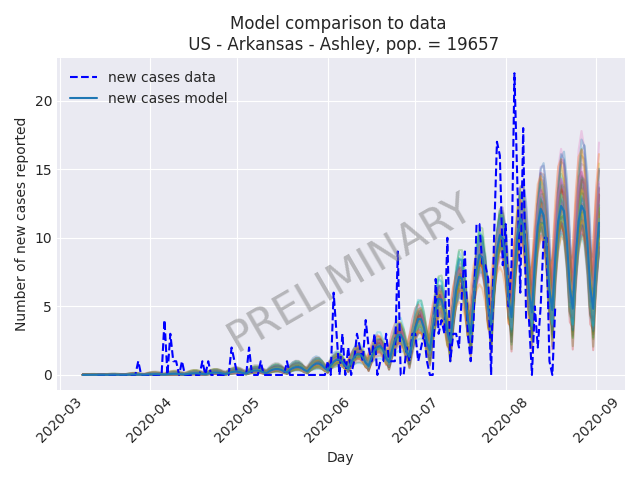 Model comparison to data
US - Arkansas - Ashley, pop. = 19657
new cases data
new cases model
PRELIMINARY
Number of new cases reported
20
15
10
5
0
2020-03
2020-04
2020-05
2020-06
2020-07
2020-08
2020-09
Day